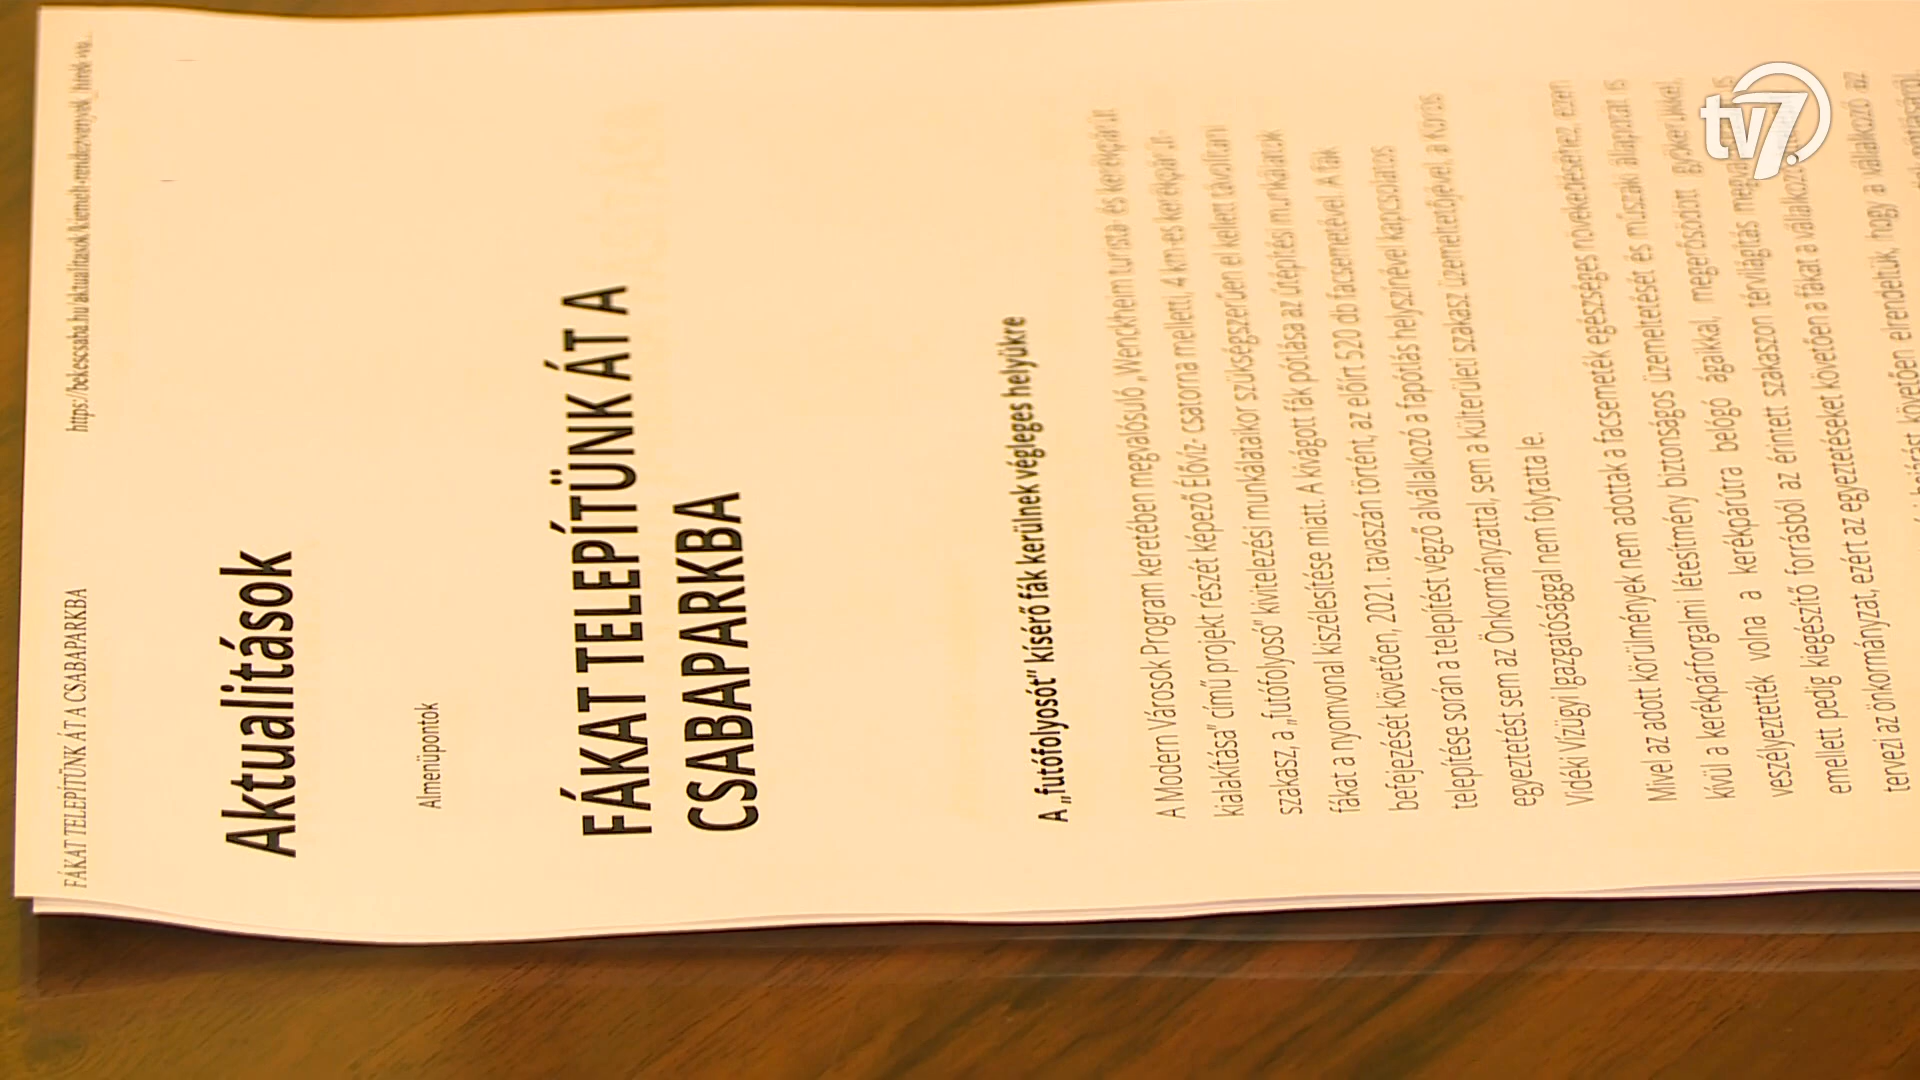 FÁKAT TELEPÍTÜNK ÁT A CSABAPARKBA
https://bekescsaba.hu/aktualitasok/kiemelt-rendezvenyek_hirek
Aktualitások
Almenüpontok
FÁKAT TELEPÍTÜNK ÁT A
CSABAPARKBA
A „futófolyosót" kísérő fák kerülnek végleges helyükre
A Modern Városok Program keretében megvalósuló „Wenckheim turista- és kerékpárút
kialakítása" című projekt részét képező Élővíz- csatorna melletti, 4 km-es kerékpárút-
szakasz, a „futófolyosó" kivitelezési munkálataikor szükségszerűen el kellett távolítani
fákat a nyomvonal kiszélesítése miatt. A kivágott fák pótlása az útépítési munkálatok
befejezését követően, 2021. tavaszán történt, az előírt 520 db facsemetével. A fák
telepítése során a telepítést végző alvállalkozó a fapótlás helyszínével kapcsolatos
egyeztetést sem az Önkormányzattal, sem a külterületi szakasz üzemeltetőjével, a Körös
Vidéki Vízügyi Igazgatósággal nem folytatta le.
Mivel az adott körülmények nem adottak a facsemeték egészséges növekedéséhez, ezen
kívül a kerékpárforgalmi létesítmény biztonságos üzemeltetését és műszaki állapotát is
veszélyeztették volna a kerékpárútra belógó ágaikkal, megerősödött gyökerükkel,
emellett pedig kiegészítő forrásból az érintett szakaszon térvilágítás
tervezi az önkormányzat, ezért az egyeztetéseket követően a fákat a
követően elrendeltük, hogy a vállalkozó az
tv7